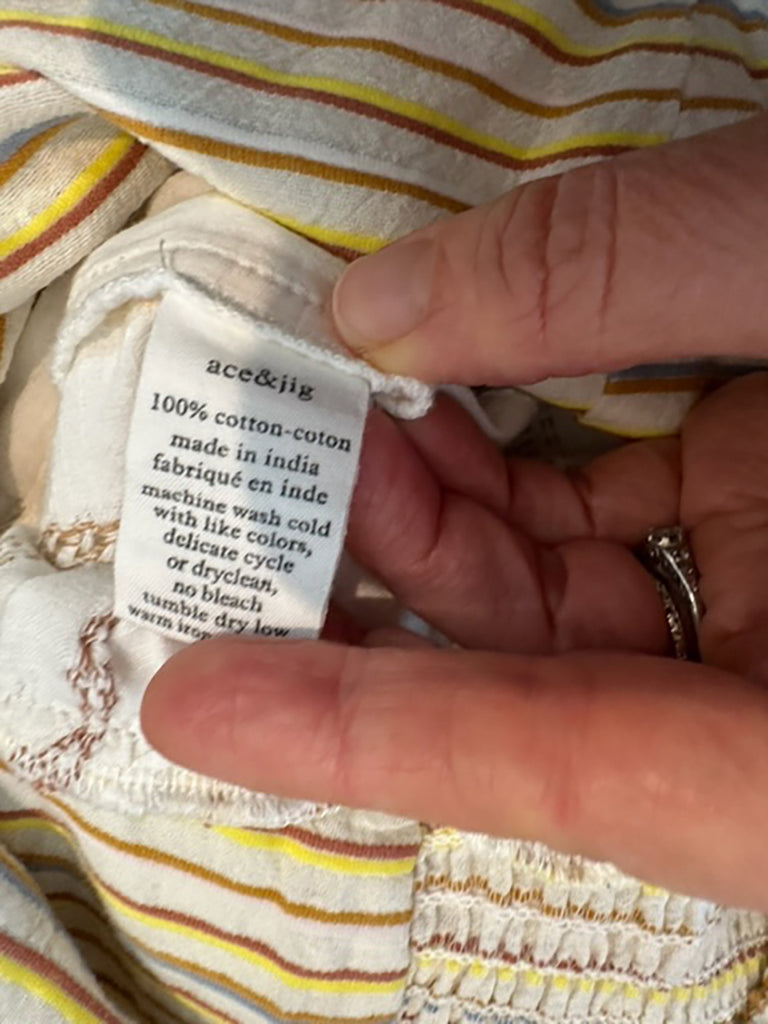 ace&jig
100% cotton-coton
made in india
fabriqué en inde
machine wash cold
with like colors,
delicate cycle
or dryclean,
no bleach
tumble dry low
warm iron